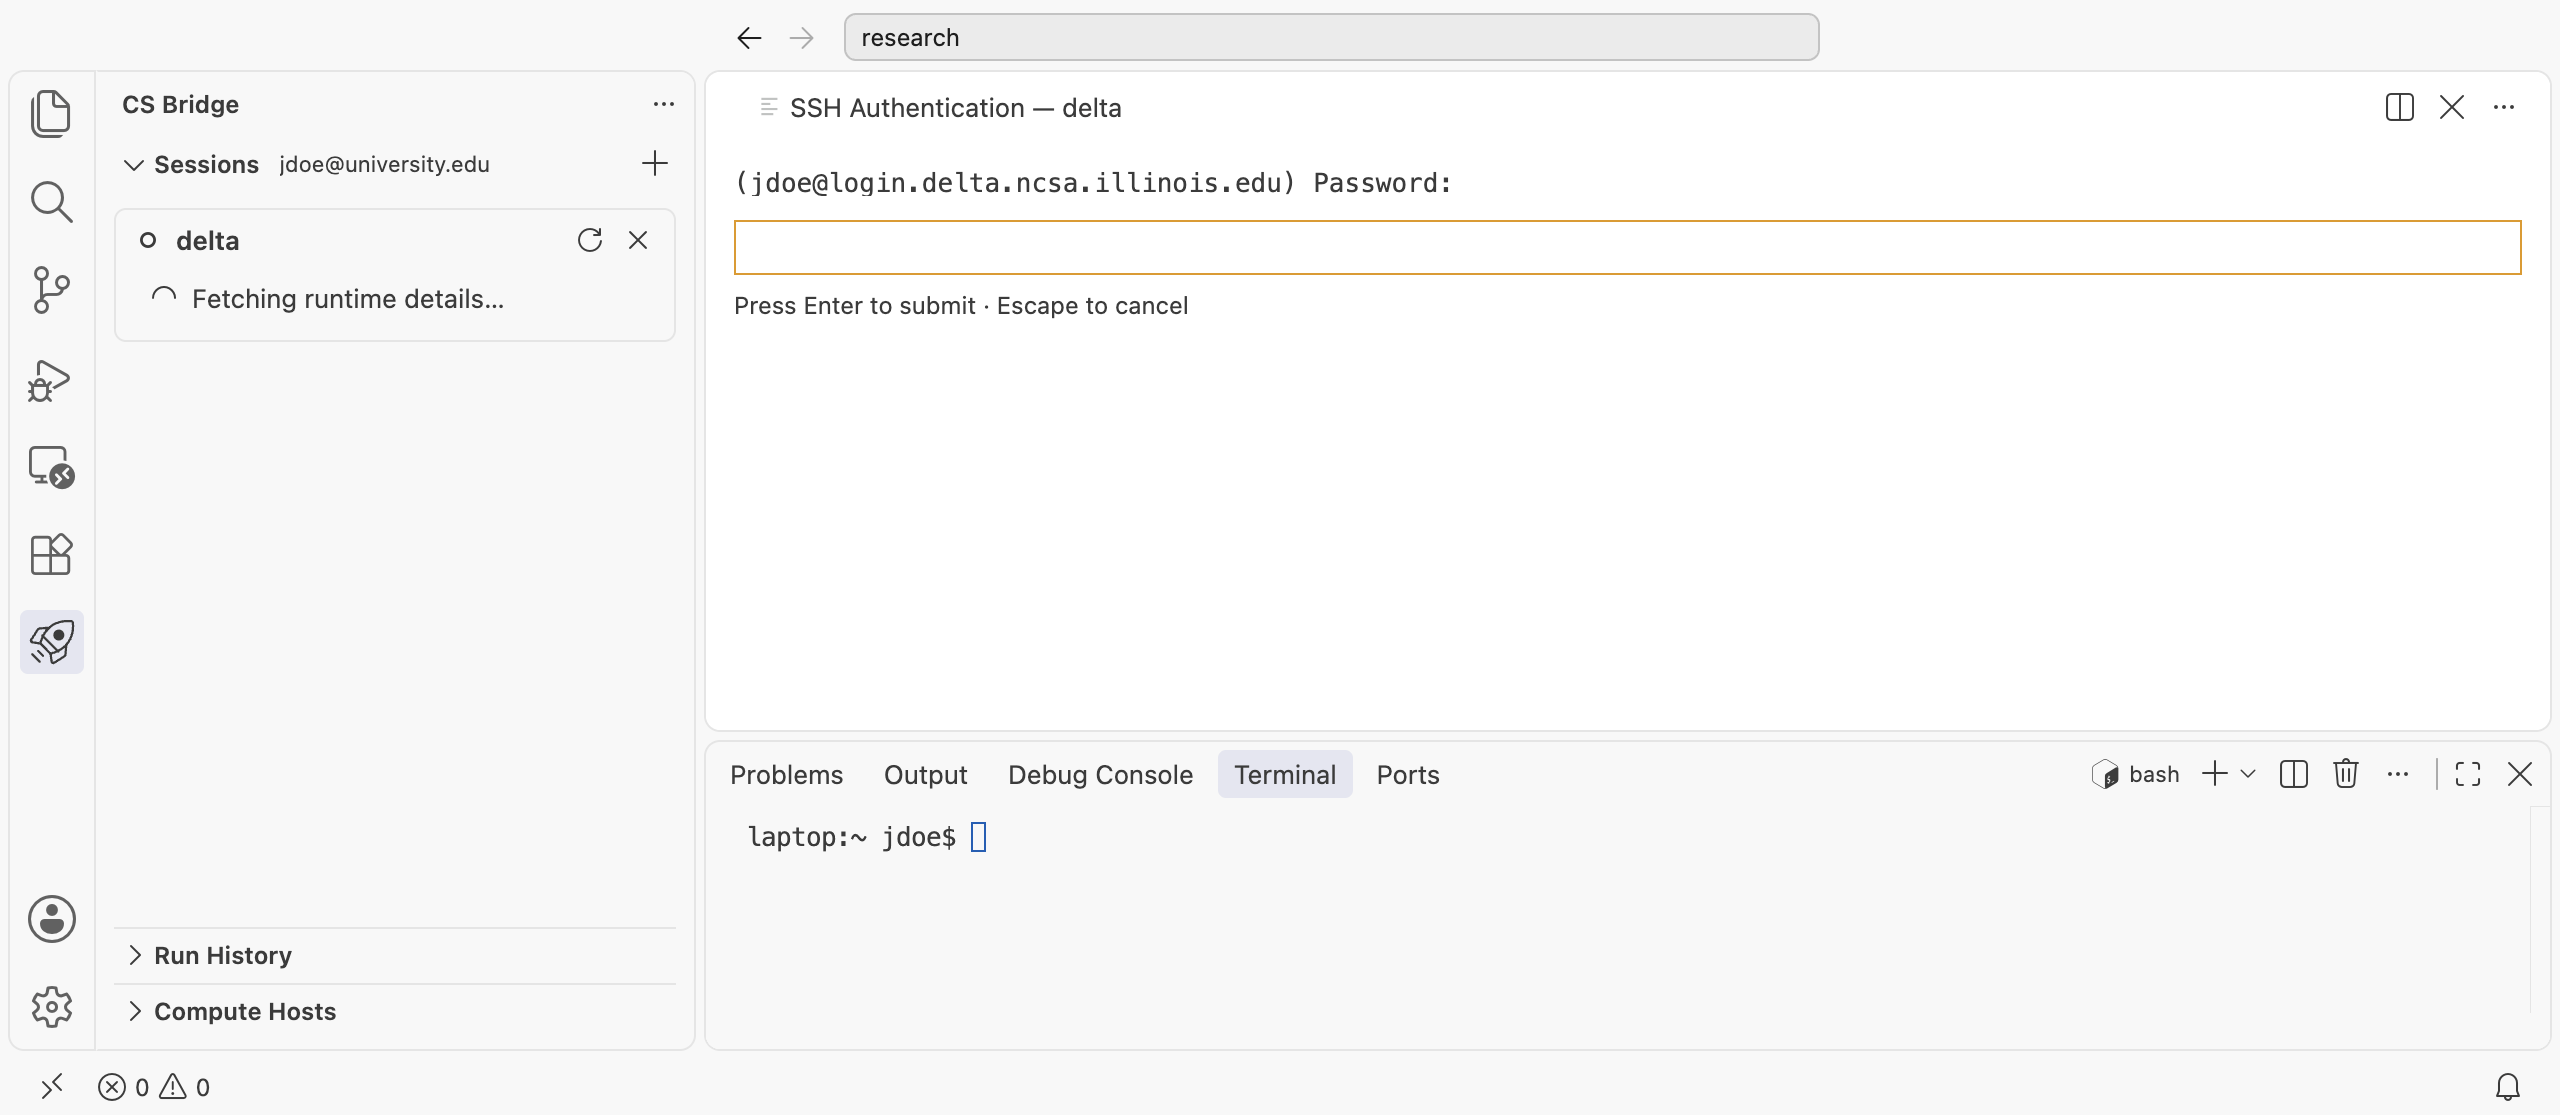 research
CS Bridge
Sessions jdoe@university.edu
delta
Fetching runtime details...
Run History
Compute Hosts
SSH Authentication — delta
(jdoe@login.delta.ncsa.illinois.edu) Password:
Press Enter to submit · Escape to cancel
Problems Output Debug Console Terminal Ports
bash
laptop:~ jdoe$
0 0